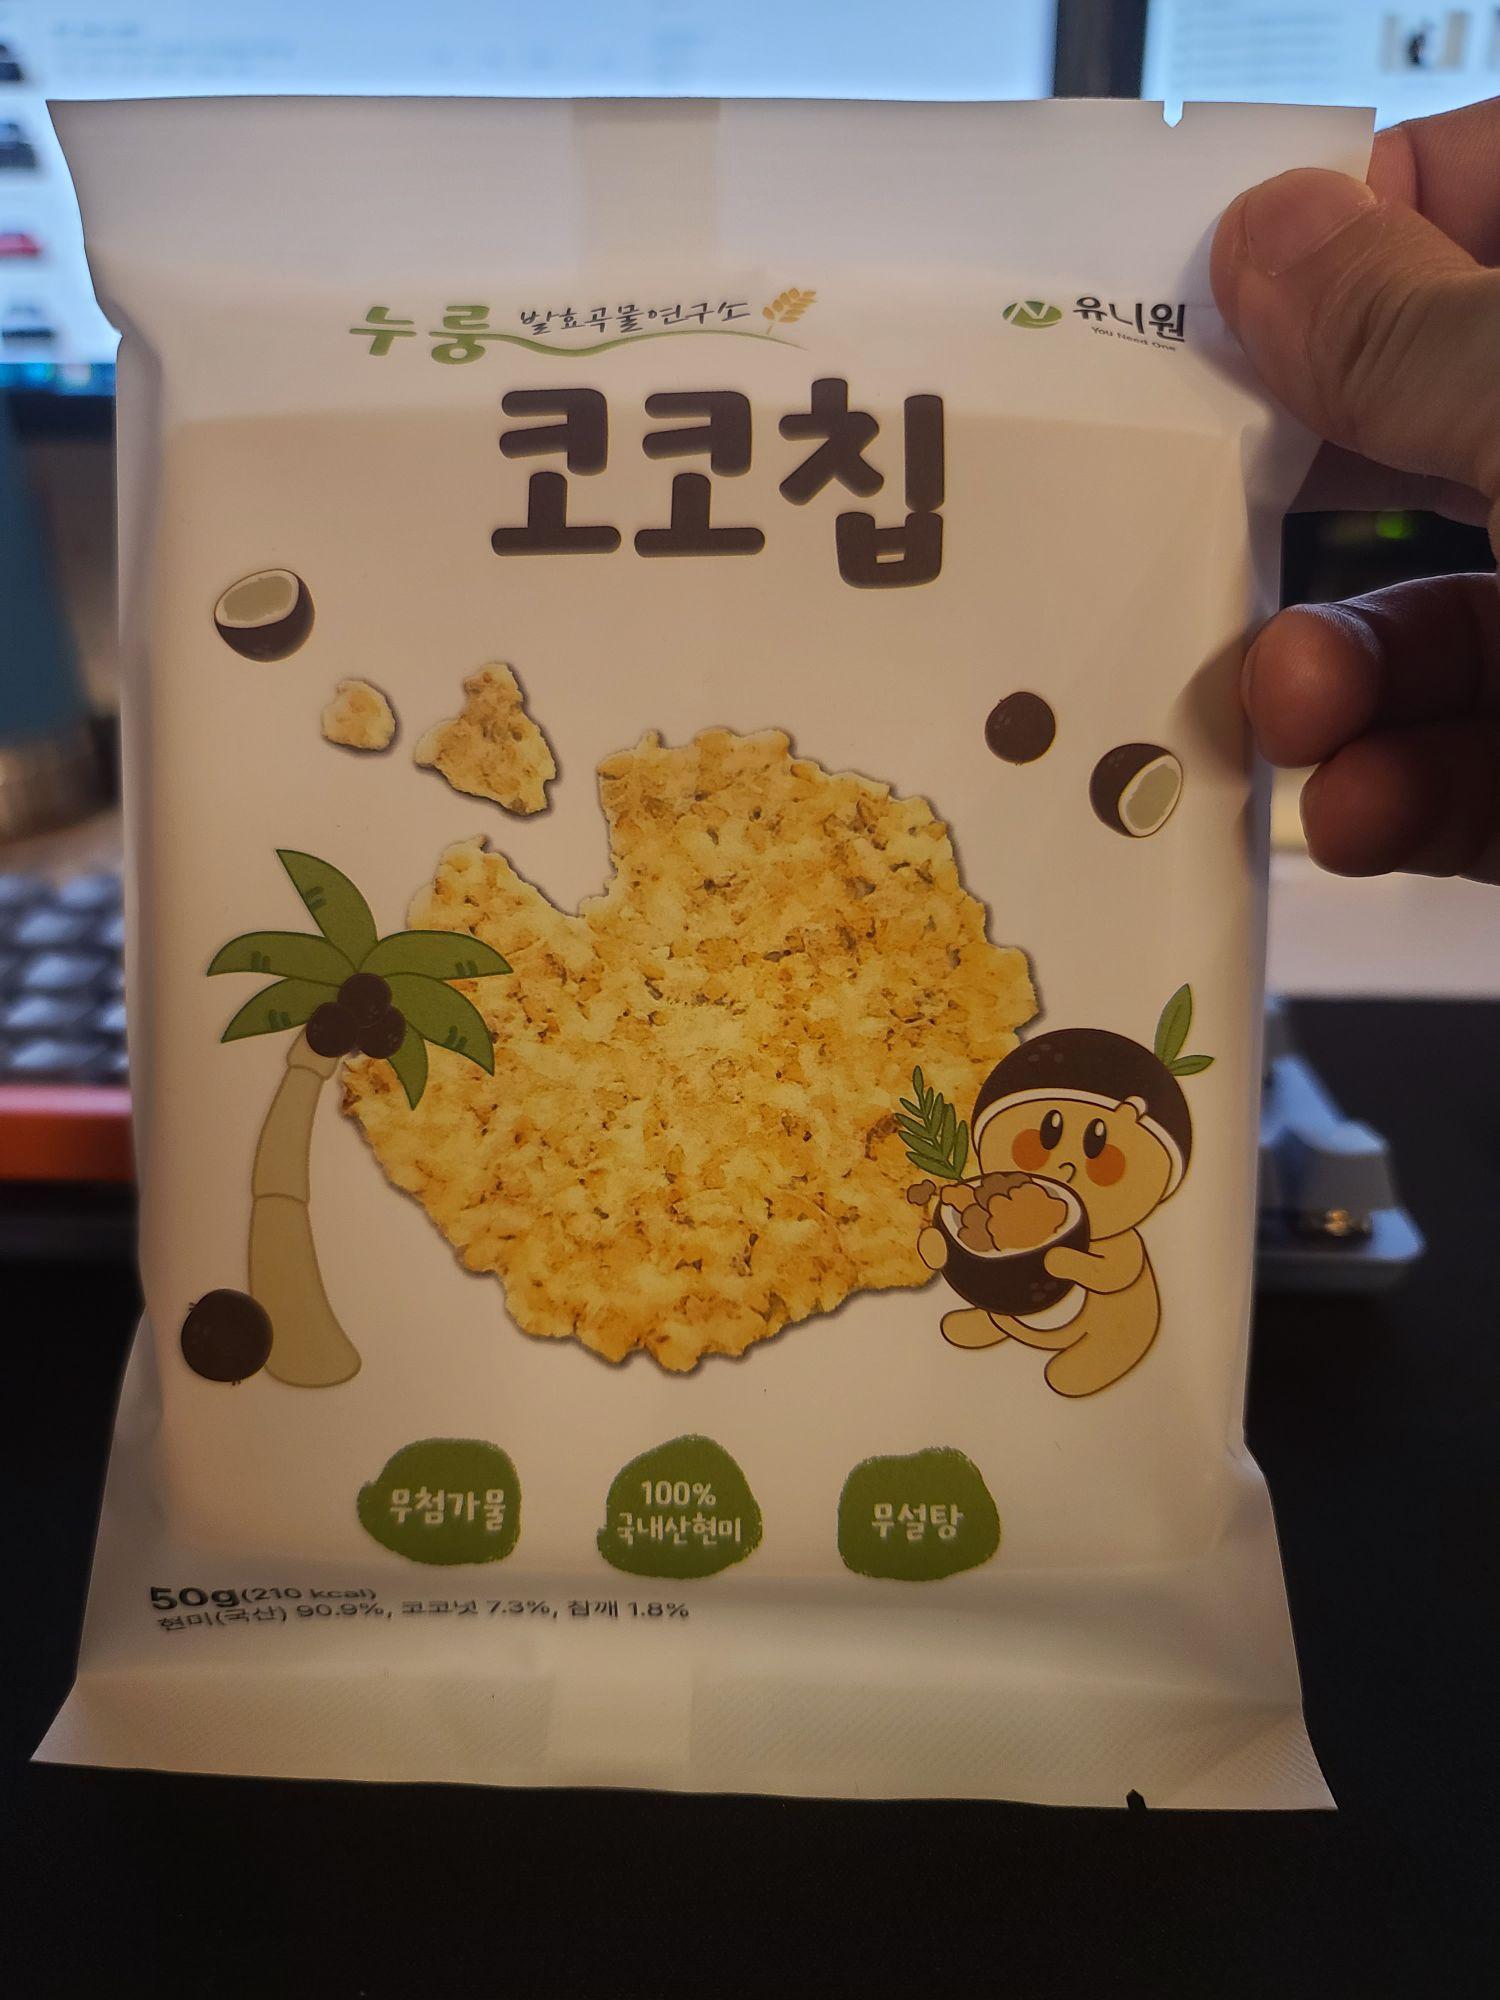 누룽 발효곡물연구소
유니원
You Need One
코코칩
무첨가물
100%
국내산현미
무설탕
50g(210 kcal)
현미(국산) 90.9%, 코코넛 7.3%, 참깨 1.8%